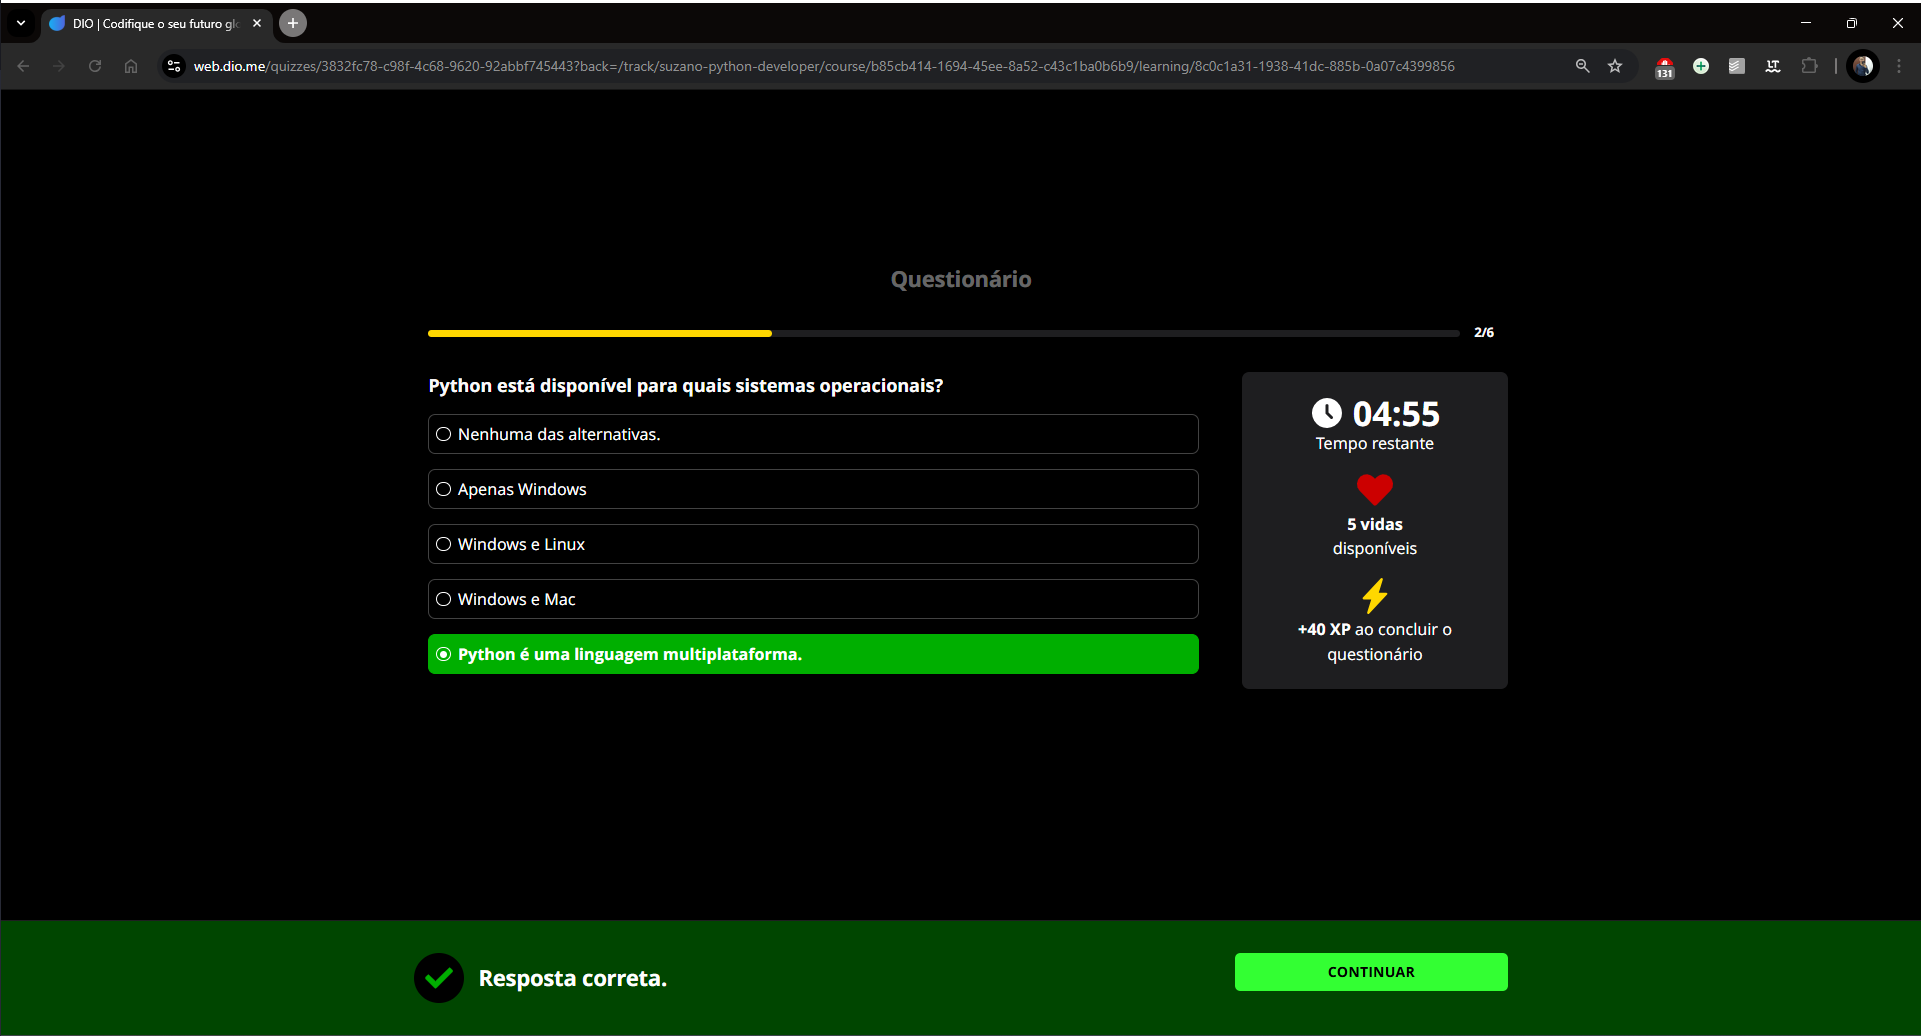 DIO | Codifique o seu futuro glo
web.dio.me/quizzes/3832fc78-c98f-4c68-9620-92abbf745443?back=/track/suzano-python-developer/course/b85cb414-1694-45ee-8a52-c43c1ba0b6b9/learning/8c0c1a31-1938-41dc-885b-0a07c4399856
131
Questionário
2/6
Python está disponível para quais sistemas operacionais?
Nenhuma das alternativas.
Apenas Windows
Windows e Linux
Windows e Mac
Python é uma linguagem multiplataforma.
04:55
Tempo restante
5 vidas
disponíveis
+40 XP ao concluir o
questionário
Resposta correta.
CONTINUAR